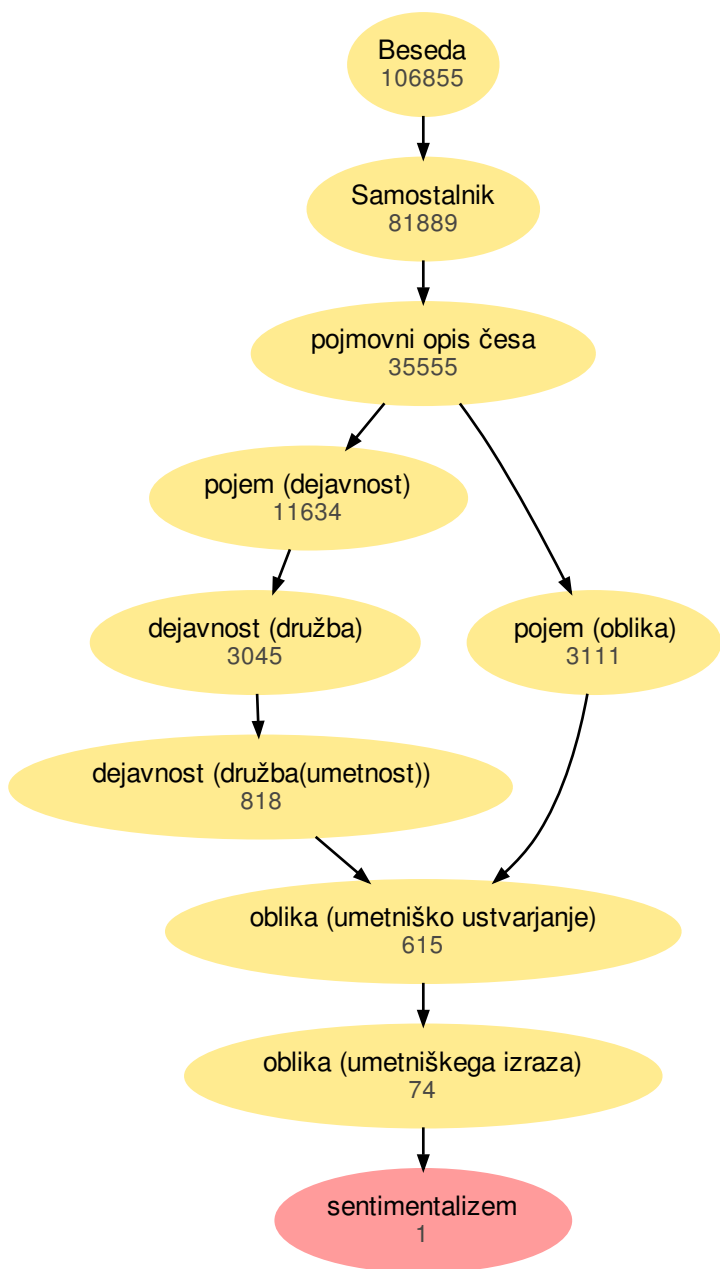 Beseda
106855
Samostalnik
81889
pojmovni opis česa
35555
pojem (dejavnost)
11634
dejavnost (družba)
3045
pojem (oblika)
3111
dejavnost (družba(umetnost))
818
oblika (umetniško ustvarjanje)
615
oblika (umetniškega izraza)
74
sentimentalizem
1